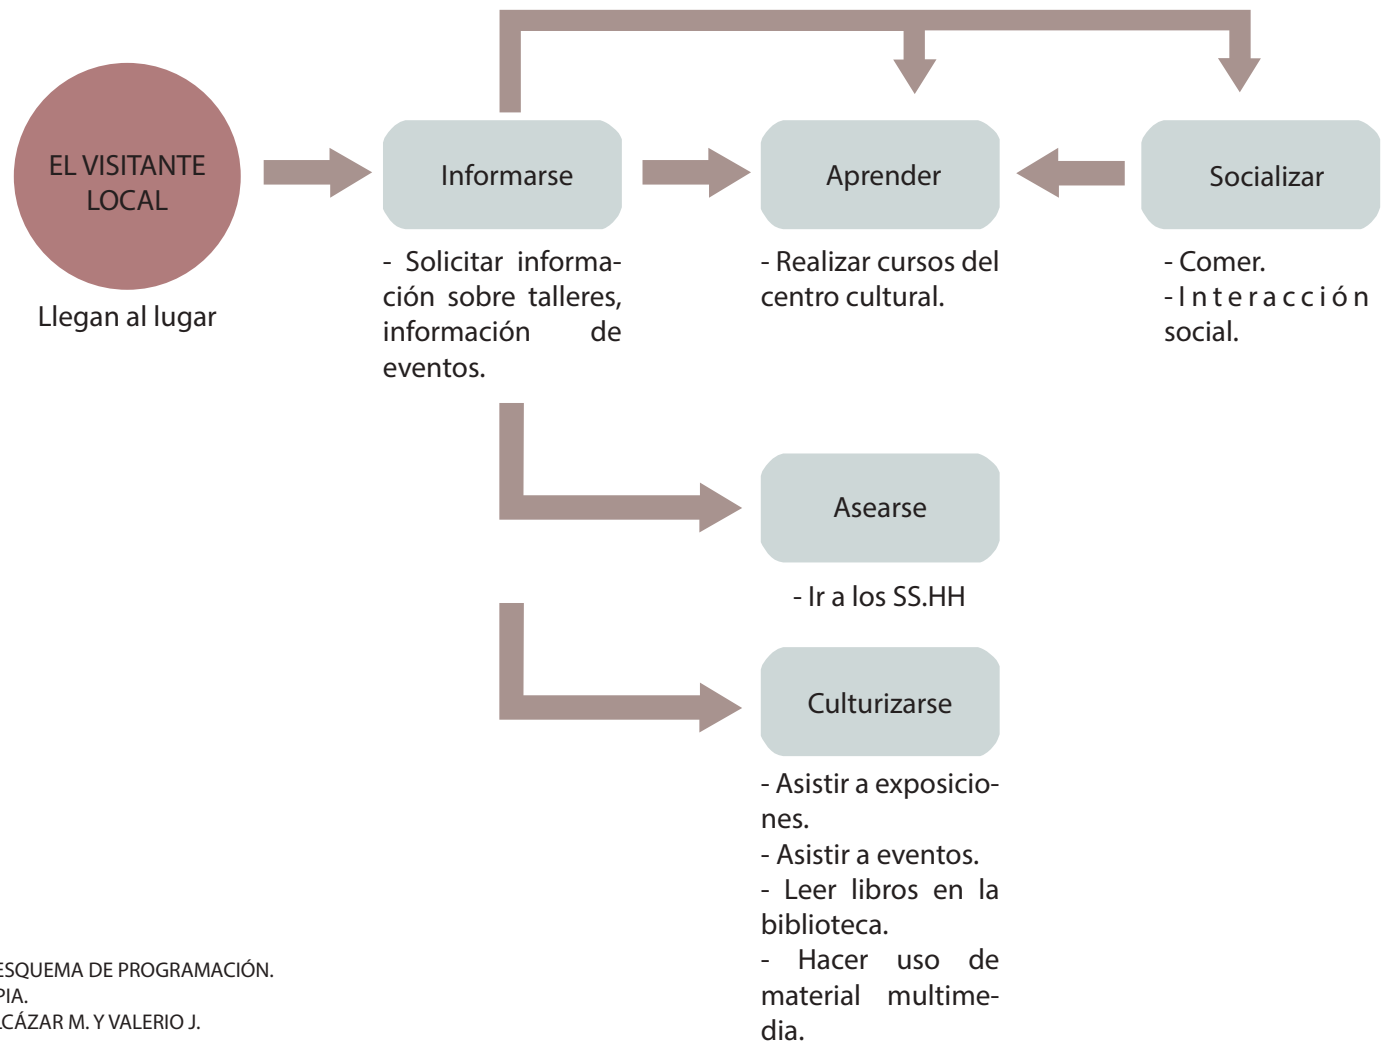 EL VISITANTE
LOCAL
Llegan al lugar
Informarse
- Solicitar informa-
ción sobre talleres,
información de
eventos.
Aprender
- Realizar cursos del
centro cultural.
Socializar
- Comer.
- Interacción
social.
Asearse
- Ir a los SS.HH
Culturizarse
- Asistir a exposicio-
nes.
- Asistir a eventos.
- Leer libros en la
biblioteca.
- Hacer uso de
material multime-
dia.
ESQUEMA DE PROGRAMACIÓN.
PIA.
CÁZAR M. Y VALERIO J.